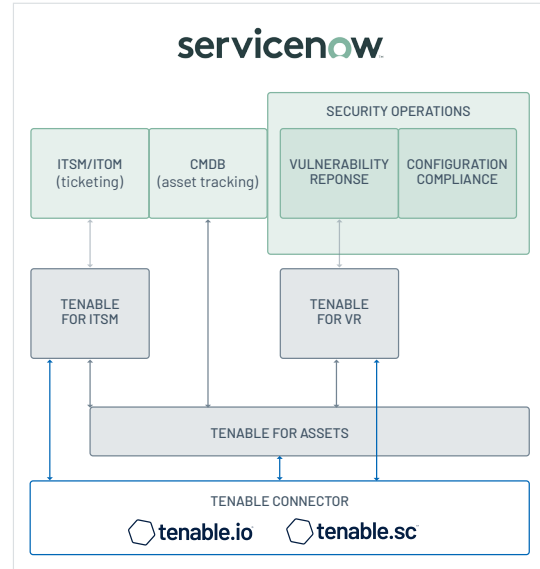 servicenow™
SECURITY OPERATIONS
ITSM/ITOM
(ticketing)
CMDB
(asset tracking)
VULNERABILITY
REPONSE
CONFIGURATION
COMPLIANCE
TENABLE
FOR ITSM
TENABLE
FOR VR
TENABLE FOR ASSETS
TENABLE CONNECTOR
tenable.io
tenable.sc